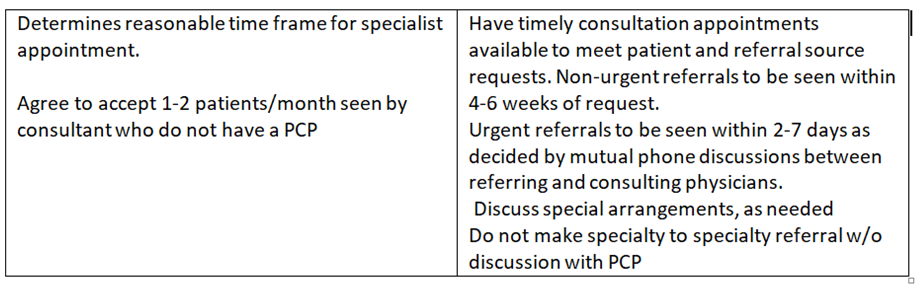 Determines reasonable time frame for specialist
appointment.
Agree to accept 1-2 patients/month seen by
consultant who do not have a PCP
Have timely consultation appointments
available to meet patient and referral source
requests. Non-urgent referrals to be seen within
4-6 weeks of request.
Urgent referrals to be seen within 2-7 days as
decided by mutual phone discussions between
referring and consulting physicians.
Discuss special arrangements, as needed
Do not make specialty to specialty referral w/o
discussion with PCP